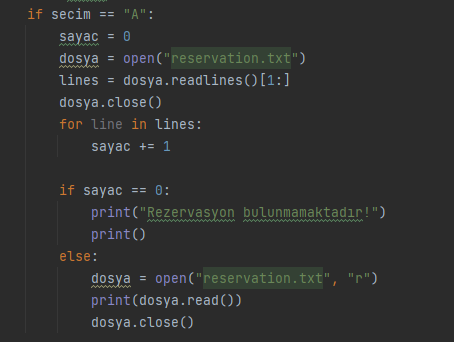 if secim == "A":
    sayac = 0
    dosya = open("reservation.txt")
    lines = dosya.readlines()[1:]
    dosya.close()
    for line in lines:
        sayac += 1

    if sayac == 0:
        print("Rezervasyon bulunmamaktadır!")
        print()
    else:
        dosya = open("reservation.txt", "r")
        print(dosya.read())
        dosya.close()